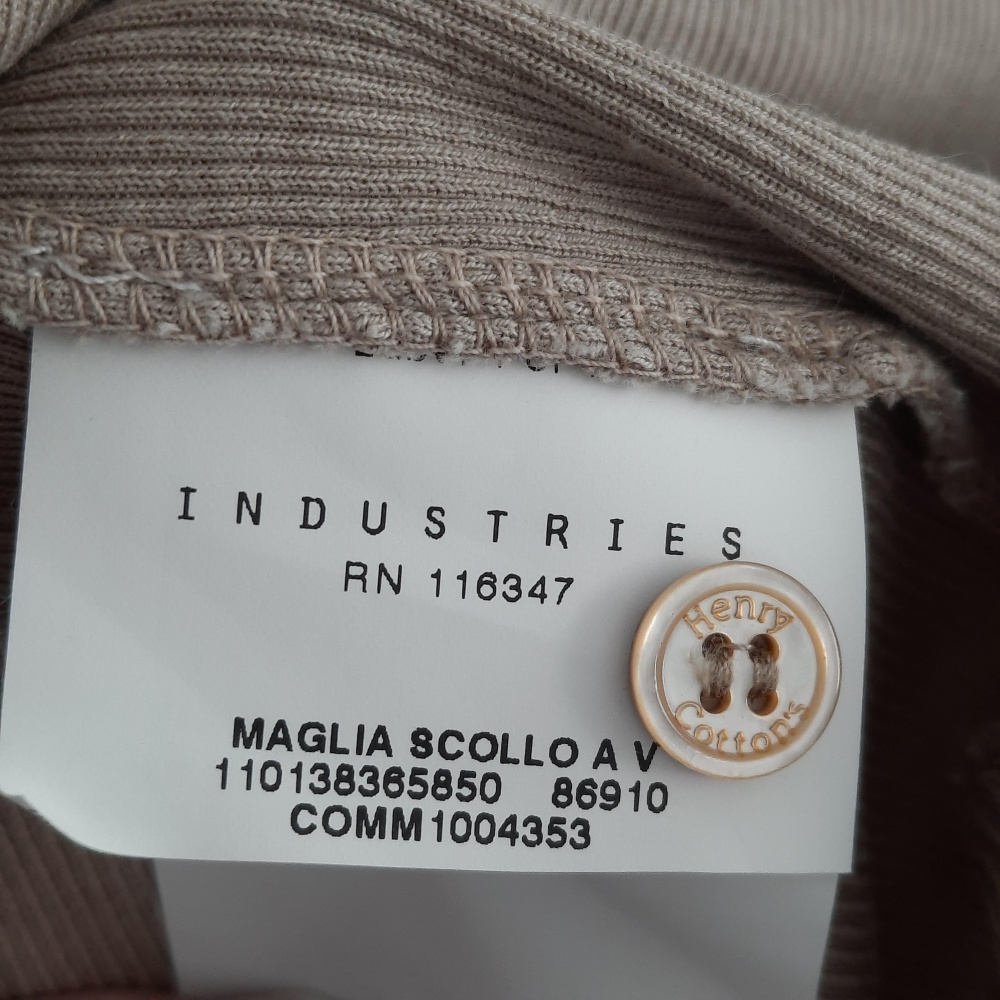 INDUSTRIES
RN 116347
Henry
Cotton's
MAGLIA SCOLLO A V
110138365850 86910
COMM1004353